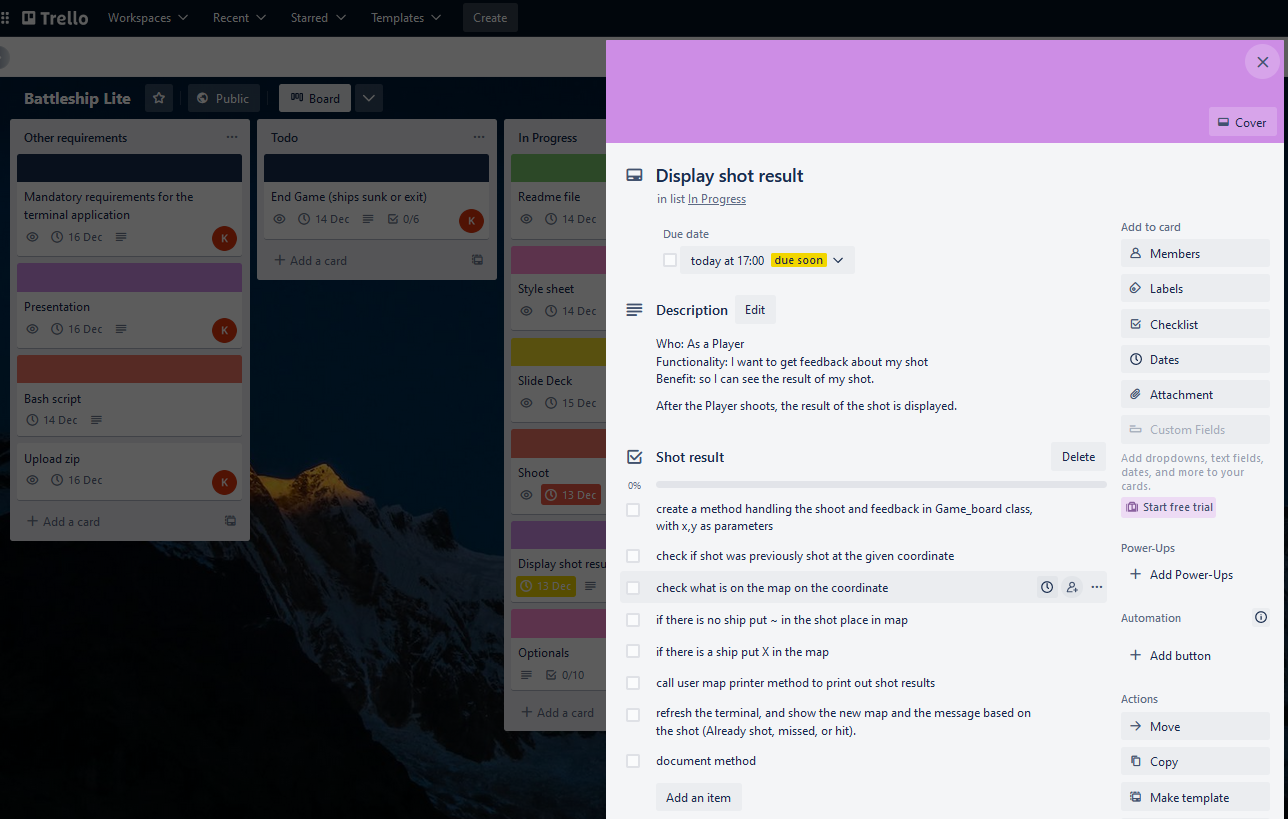 Trello
Workspaces
Recent
Starred
Templates
Create
Battleship Lite
Public
Board
Other requirements
Mandatory requirements for the
terminal application
16 Dec
K
Presentation
16 Dec
K
Bash script
14 Dec
Upload zip
16 Dec
K
+ Add a card
Todo
End Game (ships sunk or exit)
14 Dec
0/6
K
+ Add a card
In Progress
Readme file
14 Dec
Style sheet
14 Dec
Slide Deck
15 Dec
Shoot
13 Dec
Display shot resu
13 Dec
Optionals
0/10
+ Add a card
Cover
Display shot result
in list In Progress
Due date
today at 17:00 due soon
Description
Edit
Who: As a Player
Functionality: I want to get feedback about my shot
Benefit: so I can see the result of my shot.
After the Player shoots, the result of the shot is displayed.
Shot result
Delete
0%
create a method handling the shoot and feedback in Game_board class,
with x,y as parameters
check if shot was previously shot at the given coordinate
check what is on the map on the coordinate
if there is no ship put ~ in the shot place in map
if there is a ship put X in the map
call user map printer method to print out shot results
refresh the terminal, and show the new map and the message based on
the shot (Already shot, missed, or hit).
document method
Add an item
Add to card
Members
Labels
Checklist
Dates
Attachment
Custom Fields
Add dropdowns, text fields,
dates, and more to your
cards.
Start free trial
Power-Ups
+ Add Power-Ups
Automation
+ Add button
Actions
Move
Copy
Make template